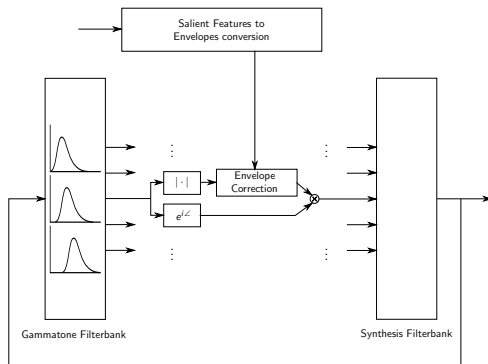 Salient Features to
Envelopes conversion
| · |
Envelope
Correction
e^{i∠}
Gammatone Filterbank
Synthesis Filterbank